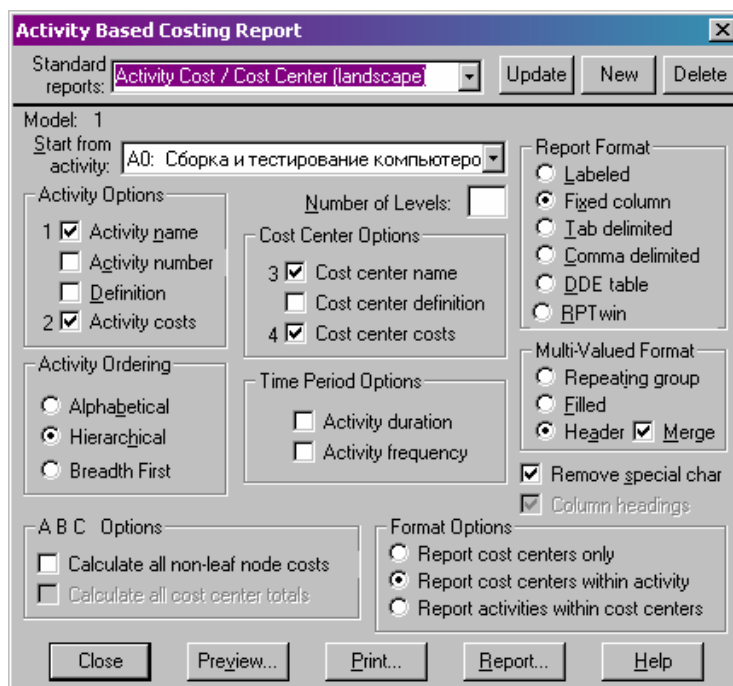 Activity Based Costing Report
Standard reports: Activity Cost / Cost Center (landscape) Update New Delete
Model: 1
Start from activity: A0: Сборка и тестирование компьютеро
Number of Levels:
Activity Options
1 Activity name
Activity number
Definition
2 Activity costs
Cost Center Options
3 Cost center name
Cost center definition
4 Cost center costs
Report Format
Labeled
Fixed column
Tab delimited
Comma delimited
DDE table
RPTwin
Activity Ordering
Alphabetical
Hierarchical
Breadth First
Time Period Options
Activity duration
Activity frequency
Multi-Valued Format
Repeating group
Filled
Header Merge
Remove special char
Column headings
A B C Options
Calculate all non-leaf node costs
Calculate all cost center totals
Format Options
Report cost centers only
Report cost centers within activity
Report activities within cost centers
Close Preview... Print... Report... Help